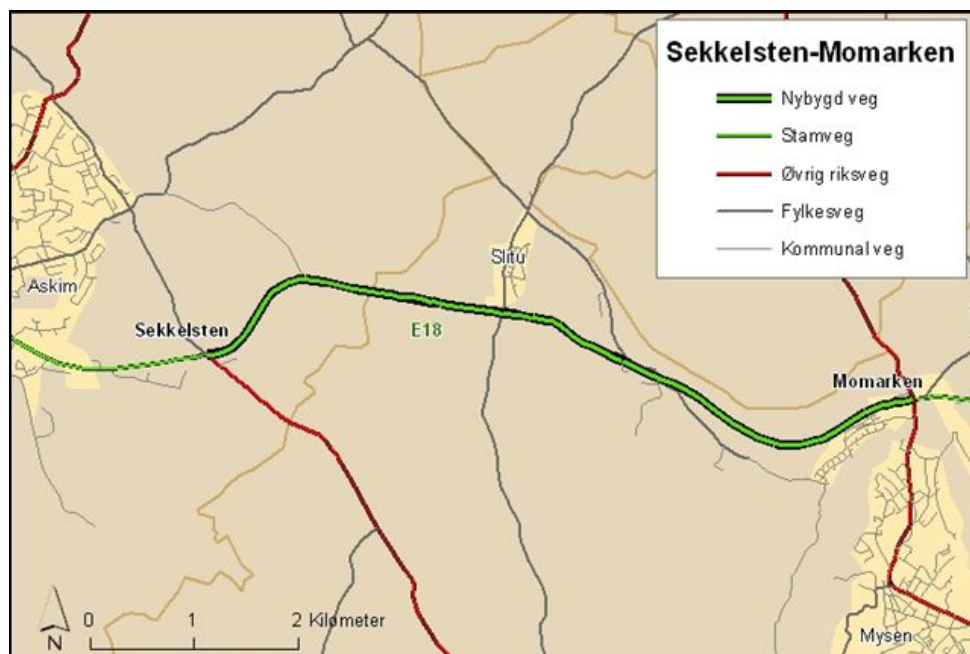 Sekkelsten-Momarken
Nybygd veg
Stamveg
Øvrig riksveg
Fylkesveg
Kommunal veg
Slitu
Askim
Sekkelsten
E18
Momarken
0 1 2 Kilometer
N
Mysen